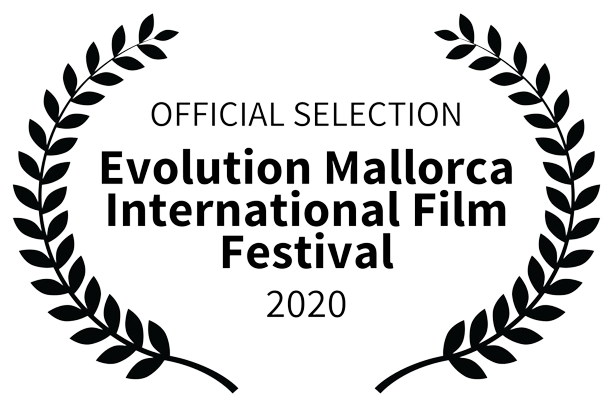 OFFICIAL SELECTION
Evolution Mallorca
International Film
Festival
2020